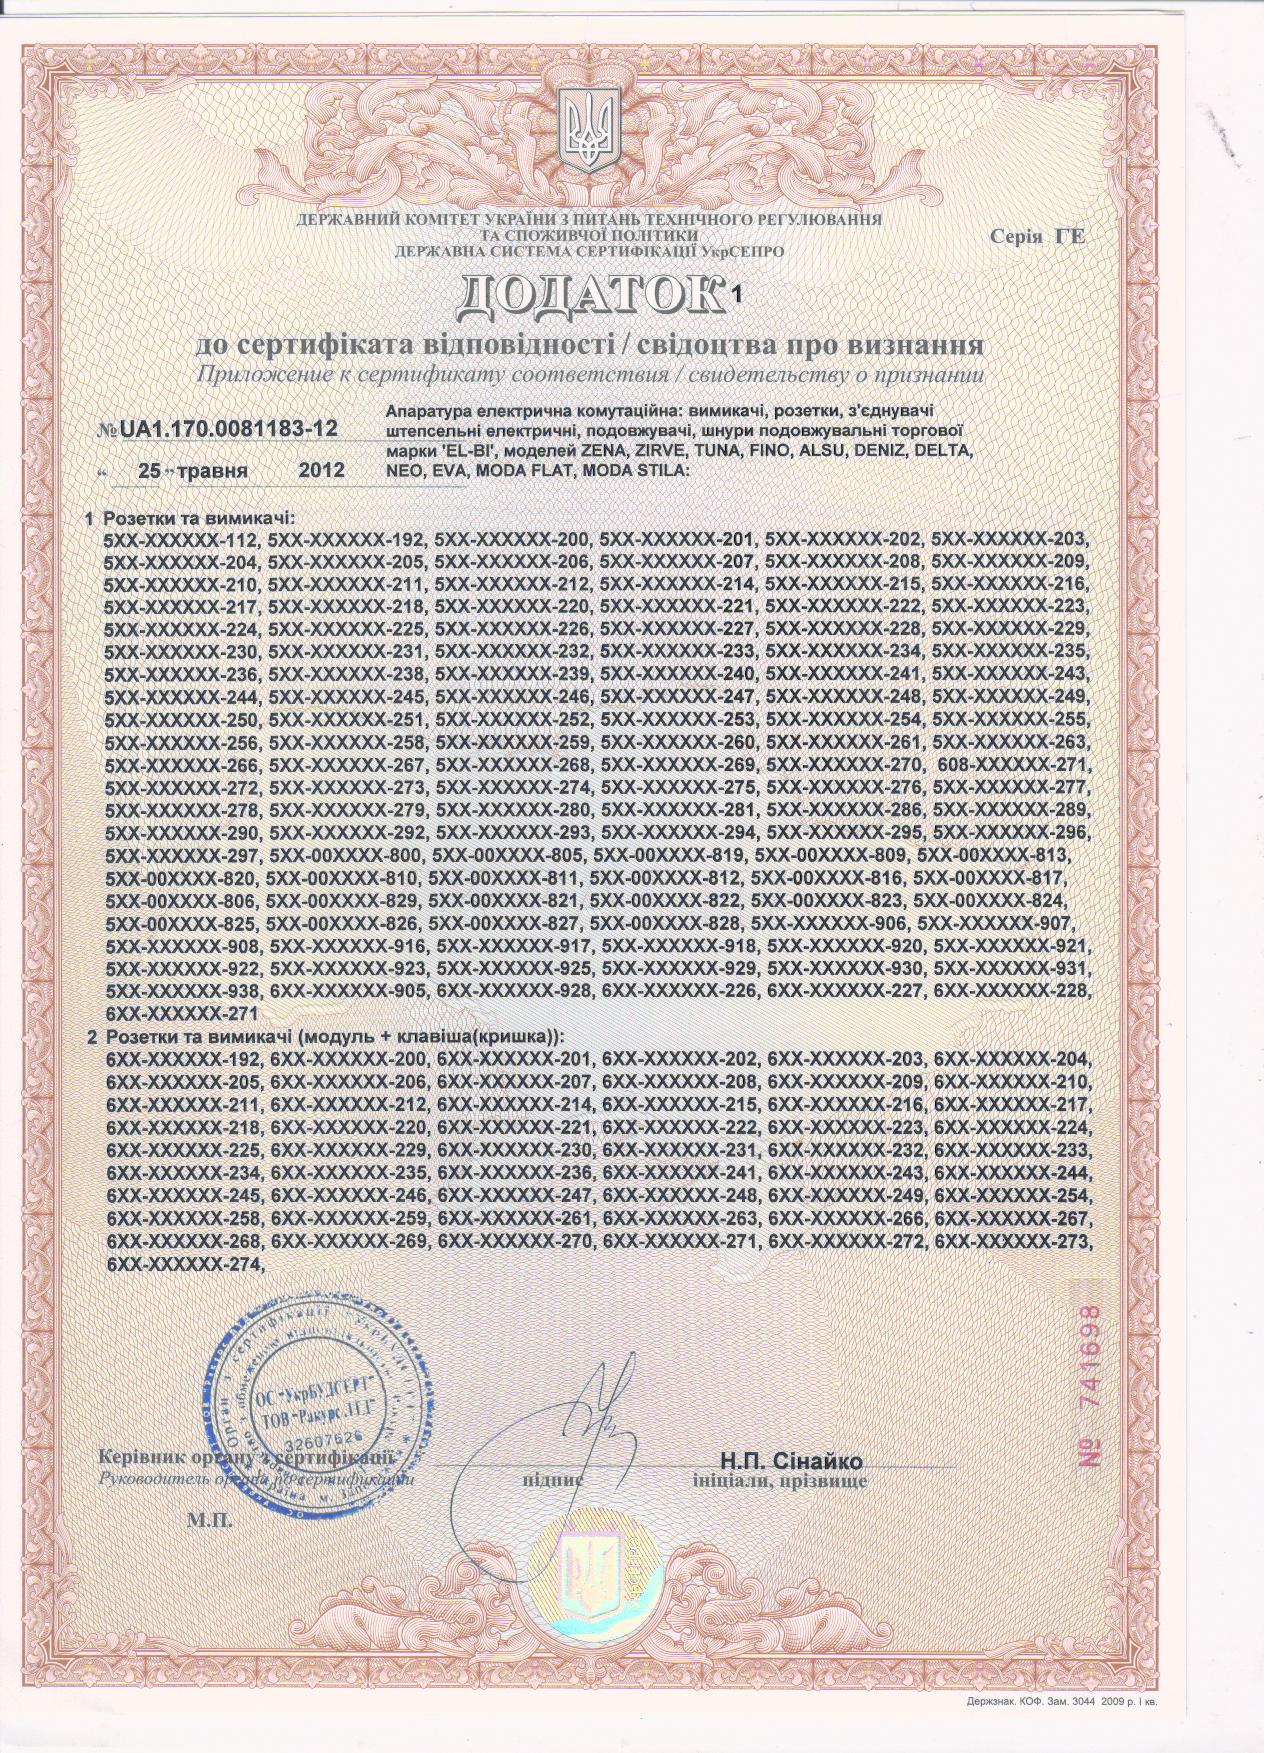 ДЕРЖАВНИЙ КОМІТЕТ УКРАЇНИ З ПИТАНЬ ТЕХНІЧНОГО РЕГУЛЮВАННЯ
ТА СПОЖИВЧОЇ ПОЛІТИКИ
ДЕРЖАВНА СИСТЕМА СЕРТИФІКАЦІЇ УкрСЕПРО
Серія ГЕ
ДОДАТОК 1
до сертифіката відповідності / свідоцтва про визнання
Приложение к сертификату соответствия / свидетельству о признании
№ UA1.170.0081183-12
" 25 " травня 2012
Апаратура електрична комутаційна: вимикачі, розетки, з'єднувачі
штепсельні електричні, подовжувачі, шнури подовжувальні торгової
марки 'EL-BI', моделей ZENA, ZIRVE, TUNA, FINO, ALSU, DENIZ, DELTA,
NEO, EVA, MODA FLAT, MODA STILA:
1 Розетки та вимикачі:
5XX-XXXXXX-112, 5XX-XXXXXX-192, 5XX-XXXXXX-200, 5XX-XXXXXX-201, 5XX-XXXXXX-202, 5XX-XXXXXX-203,
5XX-XXXXXX-204, 5XX-XXXXXX-205, 5XX-XXXXXX-206, 5XX-XXXXXX-207, 5XX-XXXXXX-208, 5XX-XXXXXX-209,
5XX-XXXXXX-210, 5XX-XXXXXX-211, 5XX-XXXXXX-212, 5XX-XXXXXX-214, 5XX-XXXXXX-215, 5XX-XXXXXX-216,
5XX-XXXXXX-217, 5XX-XXXXXX-218, 5XX-XXXXXX-220, 5XX-XXXXXX-221, 5XX-XXXXXX-222, 5XX-XXXXXX-223,
5XX-XXXXXX-224, 5XX-XXXXXX-225, 5XX-XXXXXX-226, 5XX-XXXXXX-227, 5XX-XXXXXX-228, 5XX-XXXXXX-229,
5XX-XXXXXX-230, 5XX-XXXXXX-231, 5XX-XXXXXX-232, 5XX-XXXXXX-233, 5XX-XXXXXX-234, 5XX-XXXXXX-235,
5XX-XXXXXX-236, 5XX-XXXXXX-238, 5XX-XXXXXX-239, 5XX-XXXXXX-240, 5XX-XXXXXX-241, 5XX-XXXXXX-243,
5XX-XXXXXX-244, 5XX-XXXXXX-245, 5XX-XXXXXX-246, 5XX-XXXXXX-247, 5XX-XXXXXX-248, 5XX-XXXXXX-249,
5XX-XXXXXX-250, 5XX-XXXXXX-251, 5XX-XXXXXX-252, 5XX-XXXXXX-253, 5XX-XXXXXX-254, 5XX-XXXXXX-255,
5XX-XXXXXX-256, 5XX-XXXXXX-258, 5XX-XXXXXX-259, 5XX-XXXXXX-260, 5XX-XXXXXX-261, 5XX-XXXXXX-263,
5XX-XXXXXX-266, 5XX-XXXXXX-267, 5XX-XXXXXX-268, 5XX-XXXXXX-269, 5XX-XXXXXX-270, 608-XXXXXX-271,
5XX-XXXXXX-272, 5XX-XXXXXX-273, 5XX-XXXXXX-274, 5XX-XXXXXX-275, 5XX-XXXXXX-276, 5XX-XXXXXX-277,
5XX-XXXXXX-278, 5XX-XXXXXX-279, 5XX-XXXXXX-280, 5XX-XXXXXX-281, 5XX-XXXXXX-286, 5XX-XXXXXX-289,
5XX-XXXXXX-290, 5XX-XXXXXX-292, 5XX-XXXXXX-293, 5XX-XXXXXX-294, 5XX-XXXXXX-295, 5XX-XXXXXX-296,
5XX-XXXXXX-297, 5XX-00XXXX-800, 5XX-00XXXX-805, 5XX-00XXXX-819, 5XX-00XXXX-809, 5XX-00XXXX-813,
5XX-00XXXX-820, 5XX-00XXXX-810, 5XX-00XXXX-811, 5XX-00XXXX-812, 5XX-00XXXX-816, 5XX-00XXXX-817,
5XX-00XXXX-806, 5XX-00XXXX-829, 5XX-00XXXX-821, 5XX-00XXXX-822, 5XX-00XXXX-823, 5XX-00XXXX-824,
5XX-00XXXX-825, 5XX-00XXXX-826, 5XX-00XXXX-827, 5XX-00XXXX-828, 5XX-XXXXXX-906, 5XX-XXXXXX-907,
5XX-XXXXXX-908, 5XX-XXXXXX-916, 5XX-XXXXXX-917, 5XX-XXXXXX-918, 5XX-XXXXXX-920, 5XX-XXXXXX-921,
5XX-XXXXXX-922, 5XX-XXXXXX-923, 5XX-XXXXXX-925, 5XX-XXXXXX-929, 5XX-XXXXXX-930, 5XX-XXXXXX-931,
5XX-XXXXXX-938, 6XX-XXXXXX-905, 6XX-XXXXXX-928, 6XX-XXXXXX-226, 6XX-XXXXXX-227, 6XX-XXXXXX-228,
6XX-XXXXXX-271
2 Розетки та вимикачі (модуль + клавіша(кришка)):
6XX-XXXXXX-192, 6XX-XXXXXX-200, 6XX-XXXXXX-201, 6XX-XXXXXX-202, 6XX-XXXXXX-203, 6XX-XXXXXX-204,
6XX-XXXXXX-205, 6XX-XXXXXX-206, 6XX-XXXXXX-207, 6XX-XXXXXX-208, 6XX-XXXXXX-209, 6XX-XXXXXX-210,
6XX-XXXXXX-211, 6XX-XXXXXX-212, 6XX-XXXXXX-214, 6XX-XXXXXX-215, 6XX-XXXXXX-216, 6XX-XXXXXX-217,
6XX-XXXXXX-218, 6XX-XXXXXX-220, 6XX-XXXXXX-221, 6XX-XXXXXX-222, 6XX-XXXXXX-223, 6XX-XXXXXX-224,
6XX-XXXXXX-225, 6XX-XXXXXX-229, 6XX-XXXXXX-230, 6XX-XXXXXX-231, 6XX-XXXXXX-232, 6XX-XXXXXX-233,
6XX-XXXXXX-234, 6XX-XXXXXX-235, 6XX-XXXXXX-236, 6XX-XXXXXX-241, 6XX-XXXXXX-243, 6XX-XXXXXX-244,
6XX-XXXXXX-245, 6XX-XXXXXX-246, 6XX-XXXXXX-247, 6XX-XXXXXX-248, 6XX-XXXXXX-249, 6XX-XXXXXX-254,
6XX-XXXXXX-258, 6XX-XXXXXX-259, 6XX-XXXXXX-261, 6XX-XXXXXX-263, 6XX-XXXXXX-266, 6XX-XXXXXX-267,
6XX-XXXXXX-268, 6XX-XXXXXX-269, 6XX-XXXXXX-270, 6XX-XXXXXX-271, 6XX-XXXXXX-272, 6XX-XXXXXX-273,
6XX-XXXXXX-274,
№ 741698
ОС "УкрБУДСЕРТ"
ТОВ "Ракурс ЛТД"
32607626
Керівник органу з сертифікації
Руководитель органа по сертификации
підпис
Н.П. Сінайко
ініціали, прізвище
М.П.
Держзнак. КОФ. Зам. 3044 2009 р. І кв.